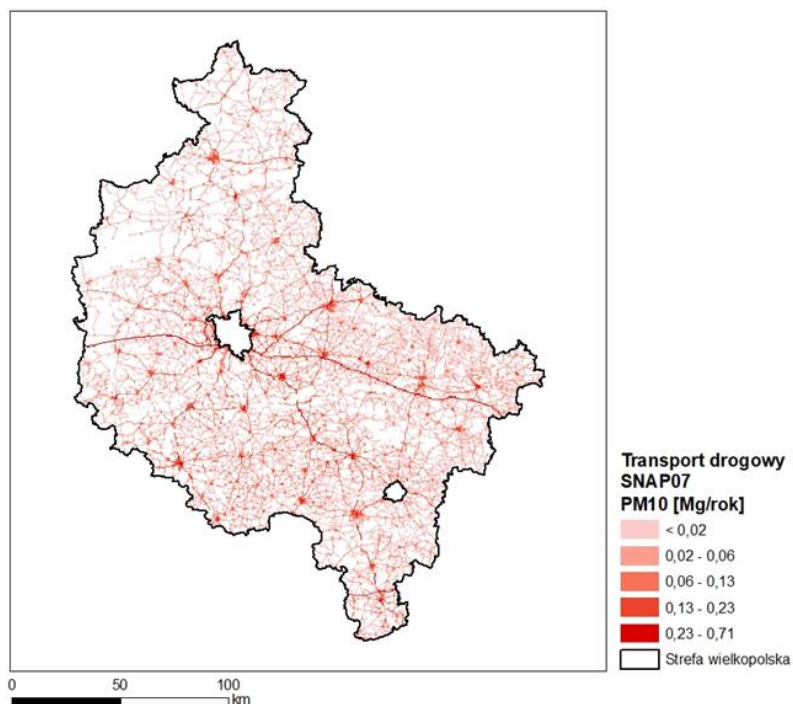 Transport drogowy
SNAP07
PM10 [Mg/rok]
< 0,02
0,02 - 0,06
0,06 - 0,13
0,13 - 0,23
0,23 - 0,71
Strefa wielkopolska
0 50 100
km